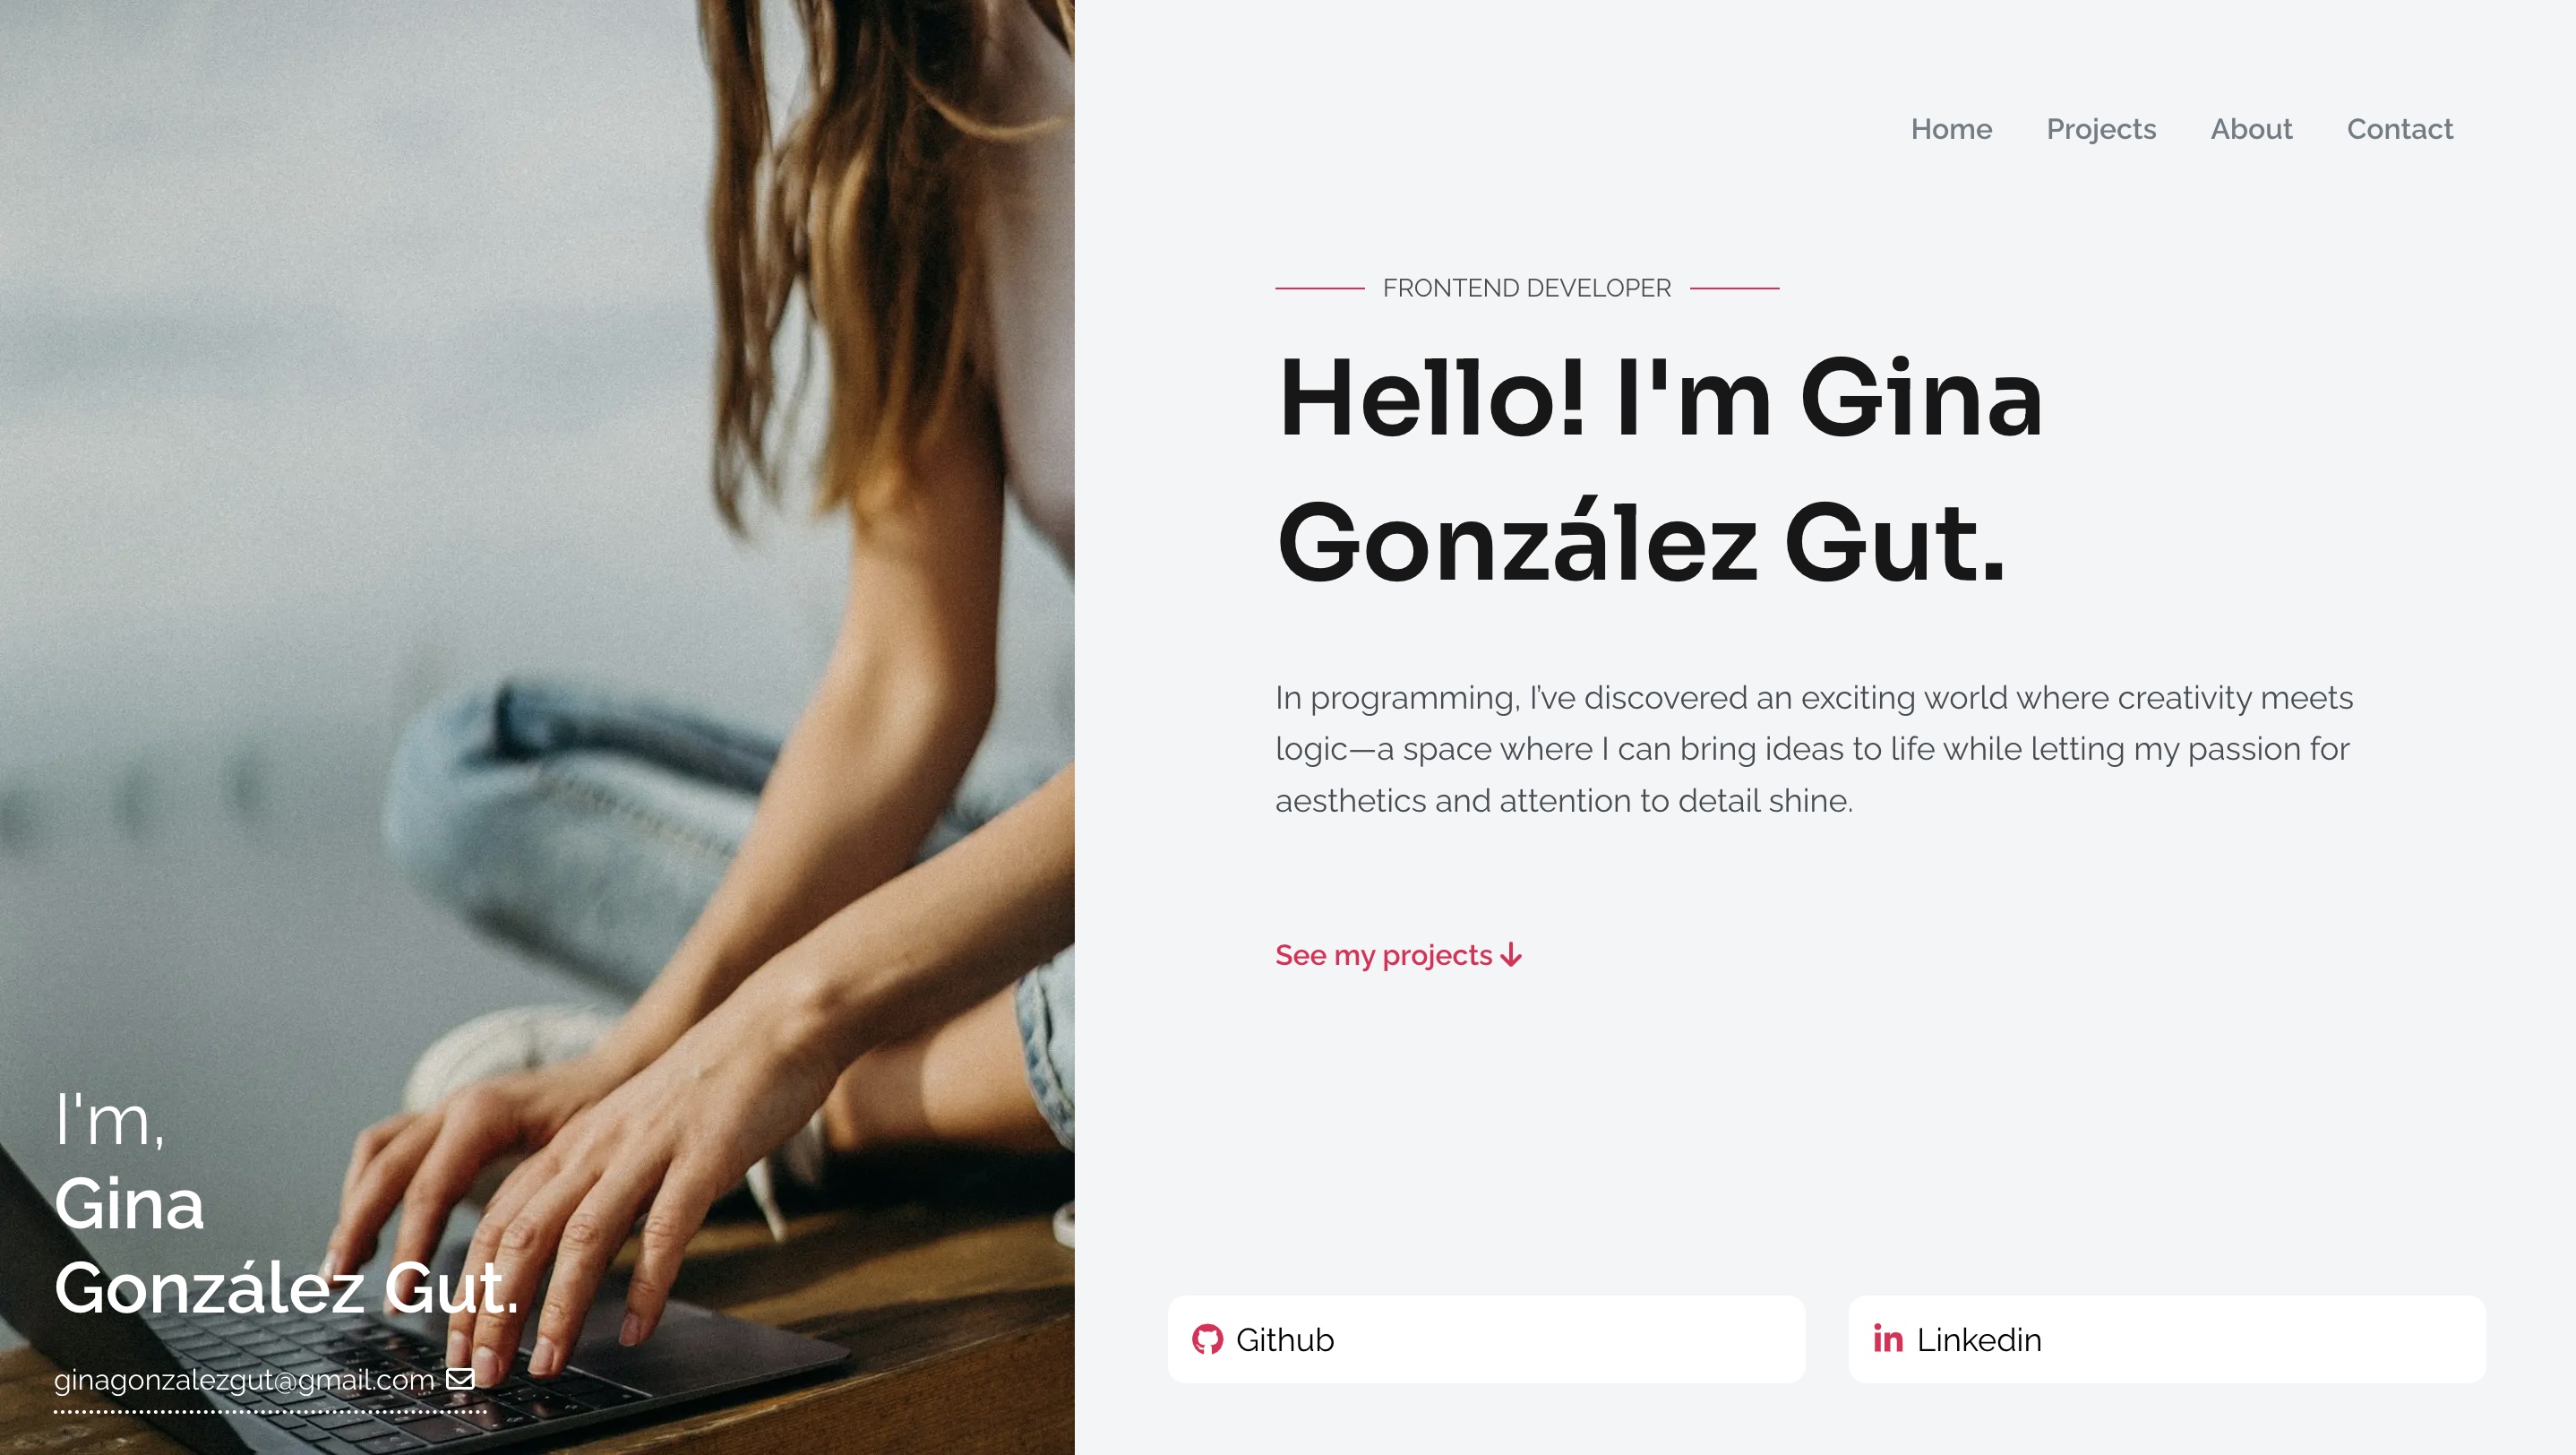 Home Projects About Contact
FRONTEND DEVELOPER
Hello! I'm Gina
González Gut.
In programming, I’ve discovered an exciting world where creativity meets
logic—a space where I can bring ideas to life while letting my passion for
aesthetics and attention to detail shine.
See my projects
Github
Linkedin
I'm,
Gina
González Gut.
ginagonzalezgut@gmail.com